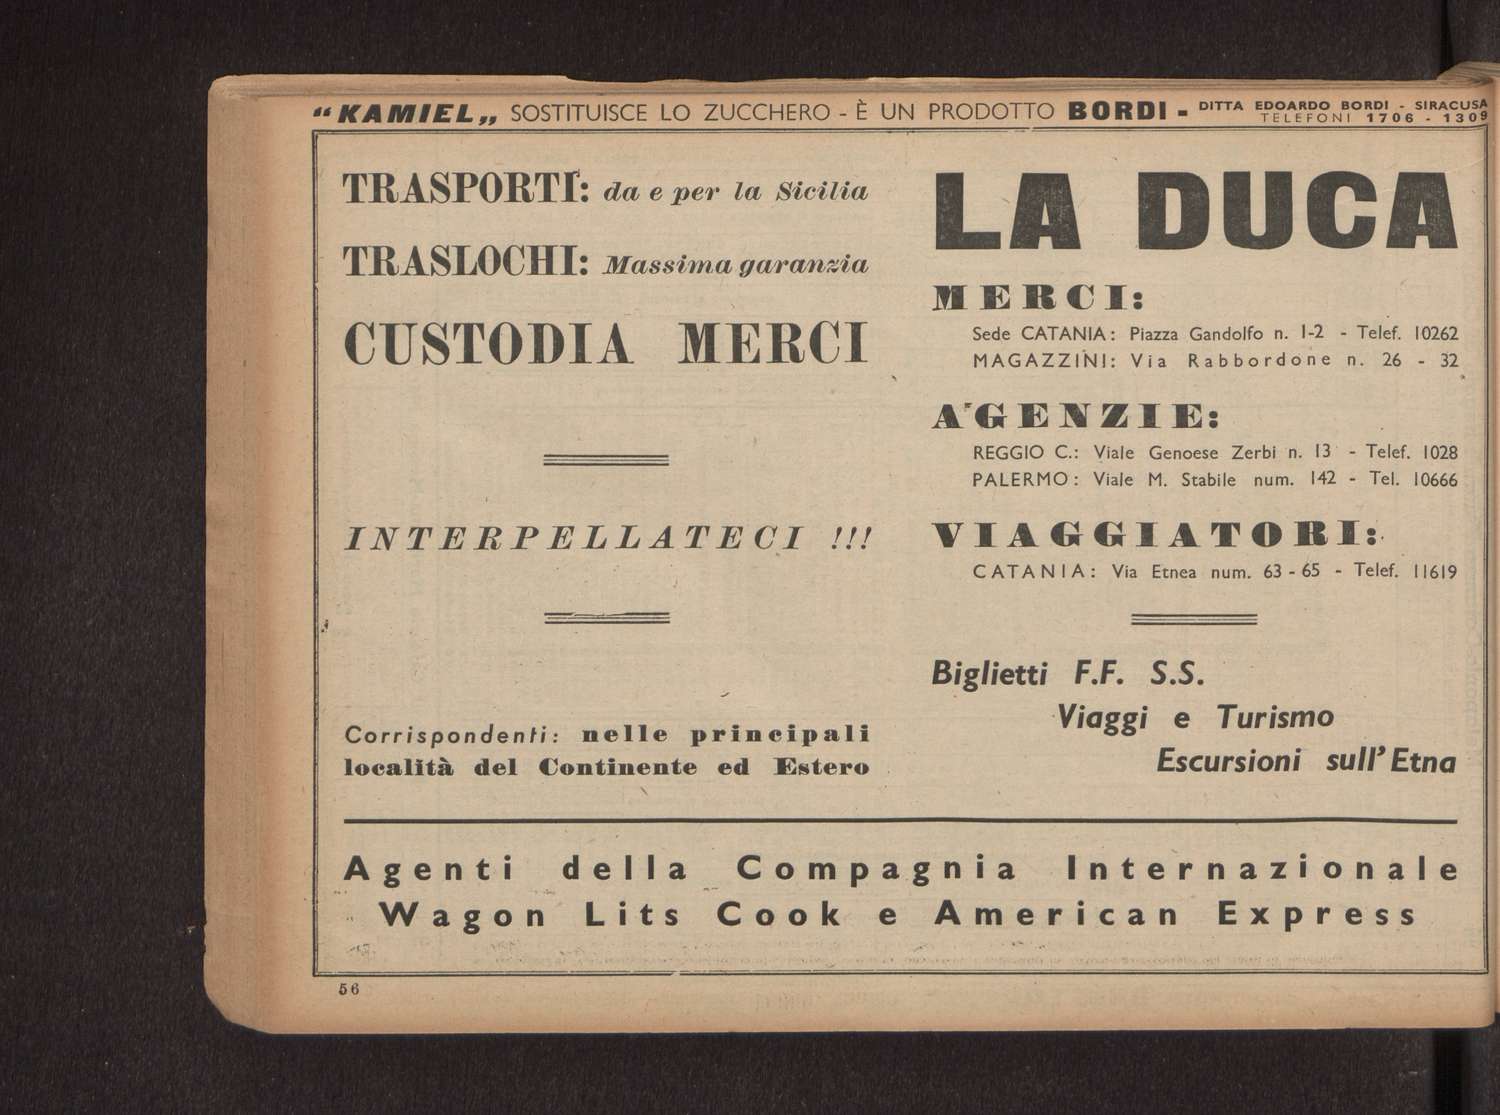 “KAMIEL„ SOSTITUISCE LO ZUCCHERO - È UN PRODOTTO BORDI - DITTA EDOARDO BORDI - SIRACUSA
TELEFONI 1706 - 1309
TRASPORTI: da e per la Sicilia
TRASLOCHI: Massima garanzia
CUSTODIA MERCI
INTERPELLATECI !!!
Corrispondenti: nelle principali
località del Continente ed Estero
LA DUCA
MERCI:
Sede CATANIA: Piazza Gandolfo n. 1-2 - Telef. 10262
MAGAZZINI: Via Rabbordone n. 26 - 32
AGENZIE:
REGGIO C.: Viale Genoese Zerbi n. 13 - Telef. 1028
PALERMO: Viale M. Stabile num. 142 - Tel. 10666
VIAGGIATORI:
CATANIA: Via Etnea num. 63 - 65 - Telef. 11619
Biglietti F.F. S.S.
Viaggi e Turismo
Escursioni sull'Etna
Agenti della Compagnia Internazionale
Wagon Lits Cook e American Express
56